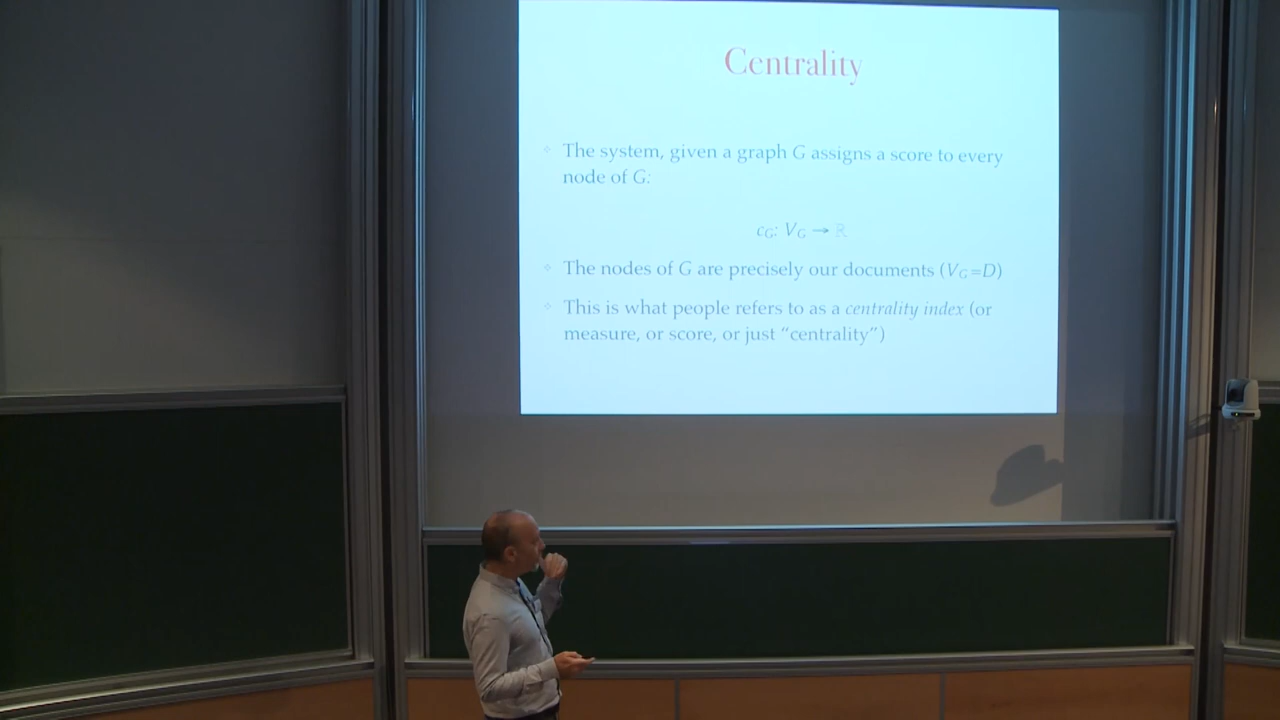 Centrality
The system, given a graph G assigns a score to every
node of G:
cG: VG → ℝ
The nodes of G are precisely our documents (VG=D)
This is what people refers to as a centrality index (or
measure, or score, or just “centrality”)